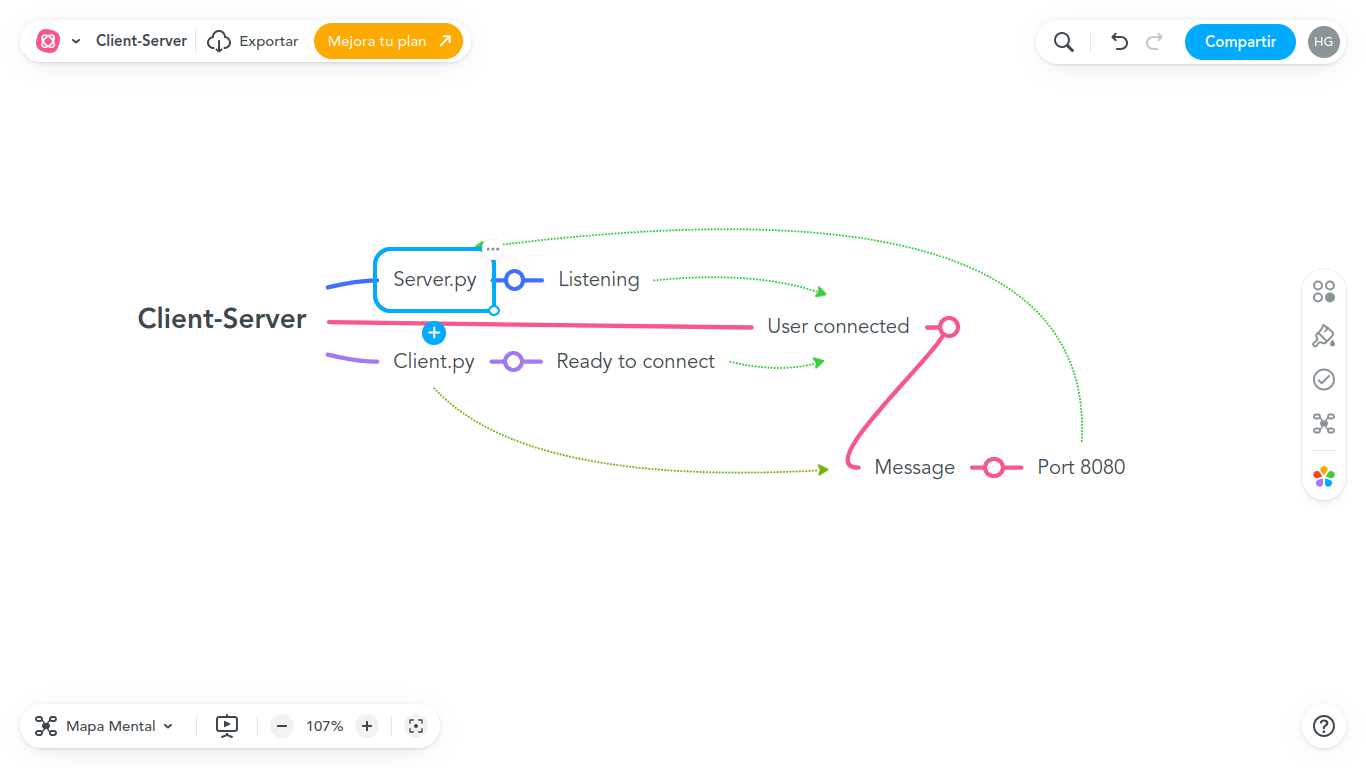 Client-Server
Exportar
Mejora tu plan
Compartir
HG
Server.py
Listening
Client-Server
User connected
Client.py
Ready to connect
Message
Port 8080
Mapa Mental
107%